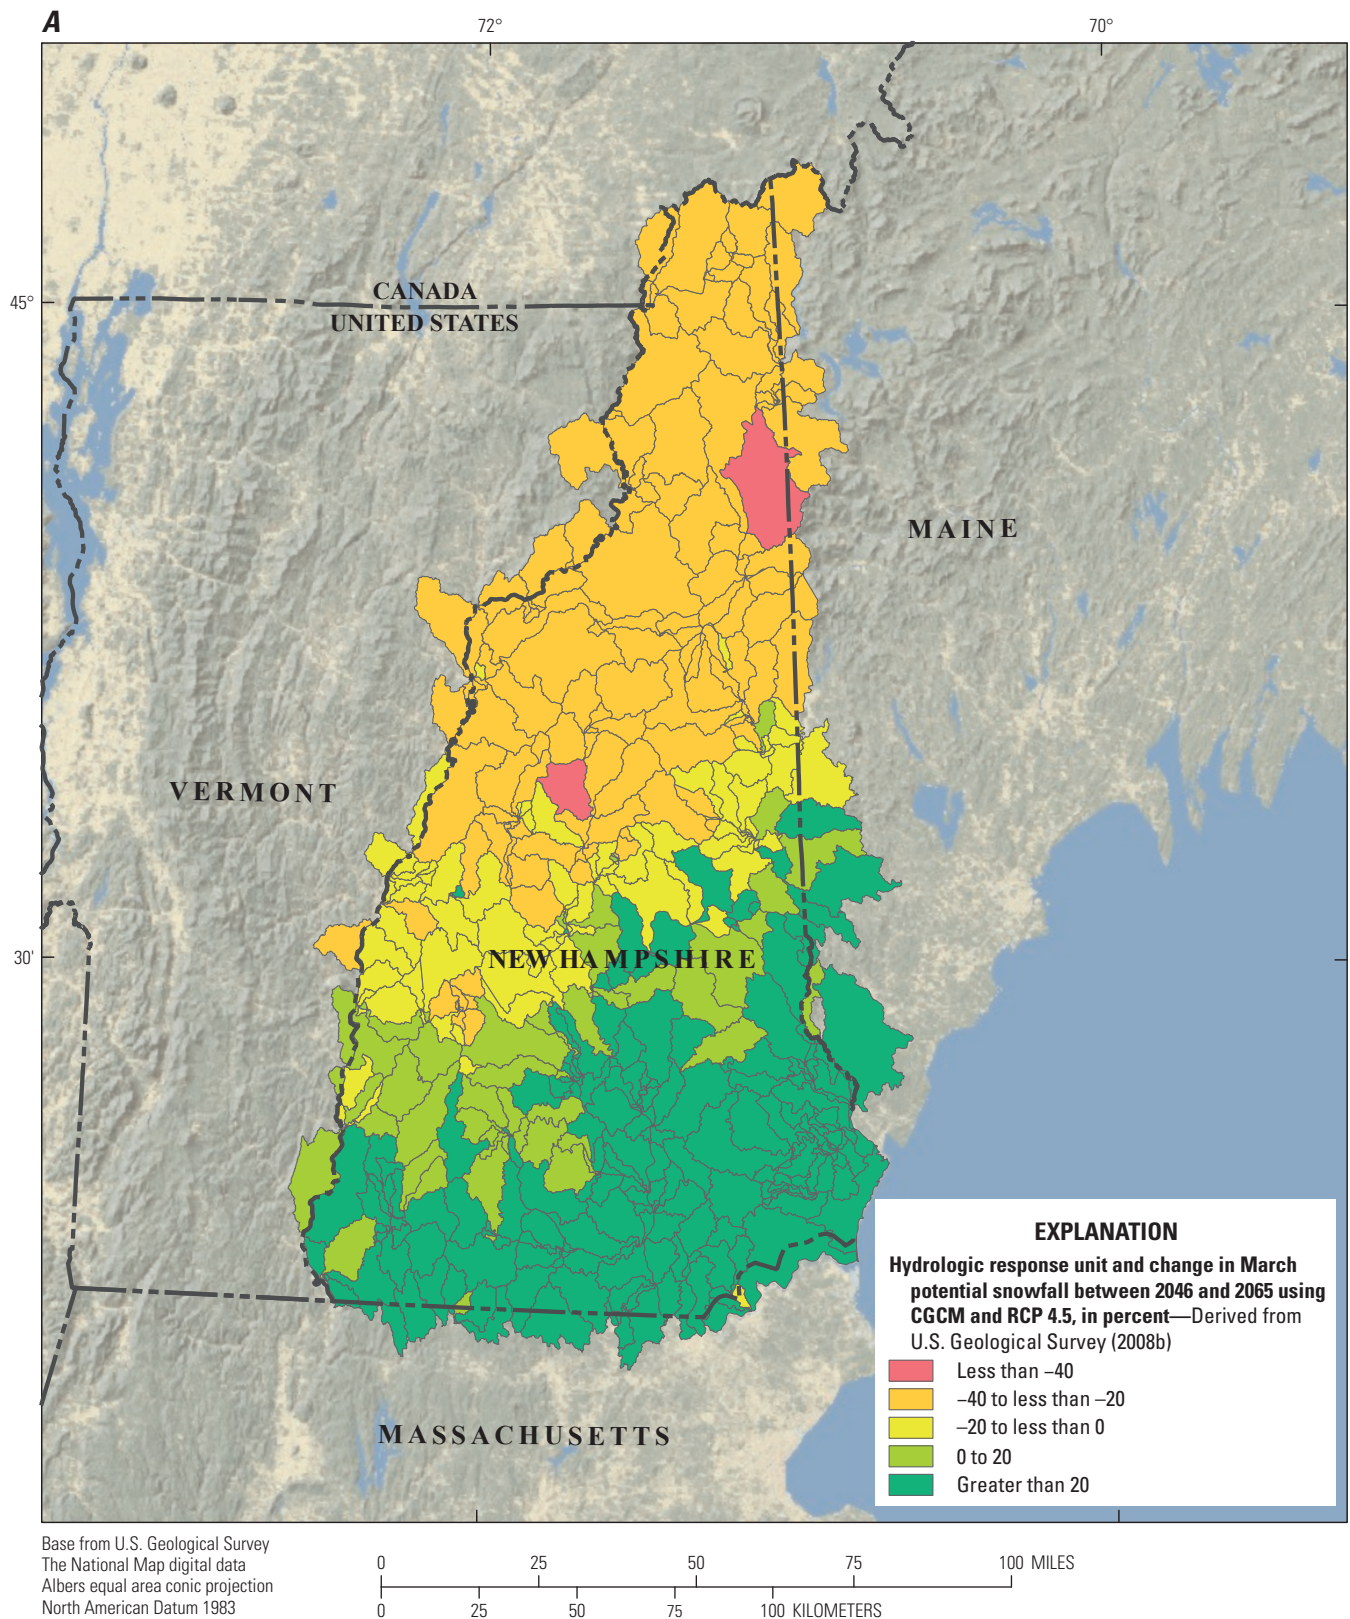 A
72°
70°
45°
CANADA
UNITED STATES
MAINE
VERMONT
30'
NEW HAMPSHIRE
EXPLANATION
Hydrologic response unit and change in March
potential snowfall between 2046 and 2065 using
CGCM and RCP 4.5, in percent—Derived from
U.S. Geological Survey (2008b)
Less than −40
−40 to less than −20
−20 to less than 0
0 to 20
Greater than 20
MASSACHUSETTS
Base from U.S. Geological Survey
The National Map digital data
Albers equal area conic projection
North American Datum 1983
0 25 50 75 100 MILES
0 25 50 75 100 KILOMETERS